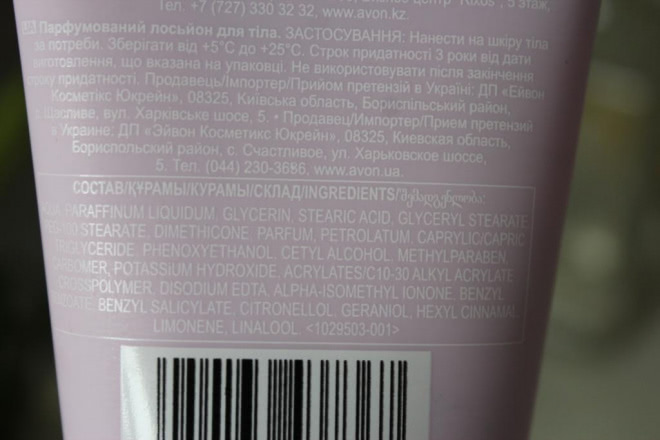 Тел. +7 (727) 330 32 32, www.avon.kz.
Парфумований лосьйон для тіла. ЗАСТОСУВАННЯ: Нанести на шкіру тіла
за потреби. Зберігати від +5°C до +25°C. Строк придатності 3 роки від дати
виготовлення, що вказана на упаковці. Не використовувати після закінчення
строку придатності. Продавець/Імпортер/Прийом претензій в Україні: ДП «Ейвон
Косметікс Юкрейн», 08325, Київська область, Бориспільський район,
с. Щасливе, вул. Харківське шосе, 5. • Продавец/Импортер/Прием претензий
в Украине: ДП «Эйвон Косметикс Юкрейн», 08325, Киевская область,
Бориспольский район, с. Счастливое, ул. Харьковское шоссе,
5. Тел. (044) 230-3686, www.avon.ua.
СОСТАВ/ҚҰРАМЫ/КУРАМЫ/СКЛАД/INGREDIENTS/შემადგენლობა:
AQUA, PARAFFINUM LIQUIDUM, GLYCERIN, STEARIC ACID, GLYCERYL STEARATE,
PEG-100 STEARATE, DIMETHICONE, PARFUM, PETROLATUM, CAPRYLIC/CAPRIC
TRIGLYCERIDE, PHENOXYETHANOL, CETYL ALCOHOL, METHYLPARABEN,
CARBOMER, POTASSIUM HYDROXIDE, ACRYLATES/C10-30 ALKYL ACRYLATE
CROSSPOLYMER, DISODIUM EDTA, ALPHA-ISOMETHYL IONONE, BENZYL
BENZOATE, BENZYL SALICYLATE, CITRONELLOL, GERANIOL, HEXYL CINNAMAL,
LIMONENE, LINALOOL. <1029503-001>